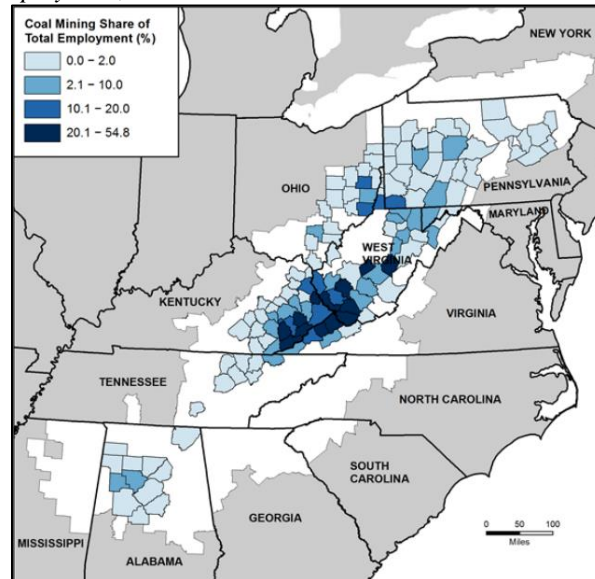 Coal Mining Share of
Total Employment (%)
0.0 – 2.0
2.1 – 10.0
10.1 – 20.0
20.1 – 54.8
NEW YORK
PENNSYLVANIA
OHIO
MARYLAND
WEST
VIRGINIA
KENTUCKY
VIRGINIA
TENNESSEE
NORTH CAROLINA
SOUTH
CAROLINA
MISSISSIPPI
ALABAMA
GEORGIA
0 50 100
Miles